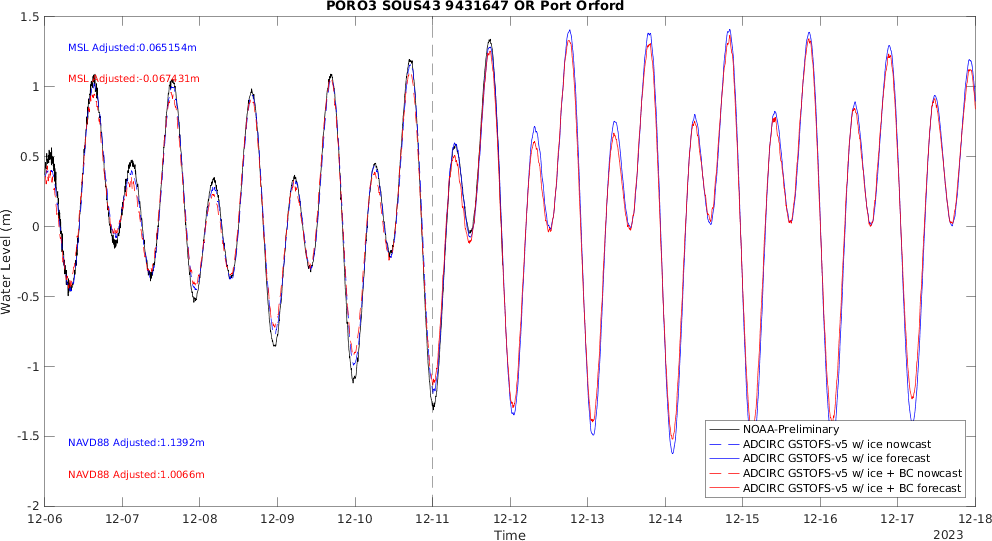 PORO3 SOUS43 9431647 OR Port Orford
MSL Adjusted:0.065154m
MSL Adjusted:-0.067431m
NAVD88 Adjusted:1.1392m
NAVD88 Adjusted:1.0066m
Water Level (m)
1.5
1
0.5
0
-0.5
-1
-1.5
-2
NOAA-Preliminary
ADCIRC GSTOFS-v5 w/ ice nowcast
ADCIRC GSTOFS-v5 w/ ice forecast
ADCIRC GSTOFS-v5 w/ ice + BC nowcast
ADCIRC GSTOFS-v5 w/ ice + BC forecast
12-06 12-07 12-08 12-09 12-10 12-11 12-12 12-13 12-14 12-15 12-16 12-17 12-18
Time
2023